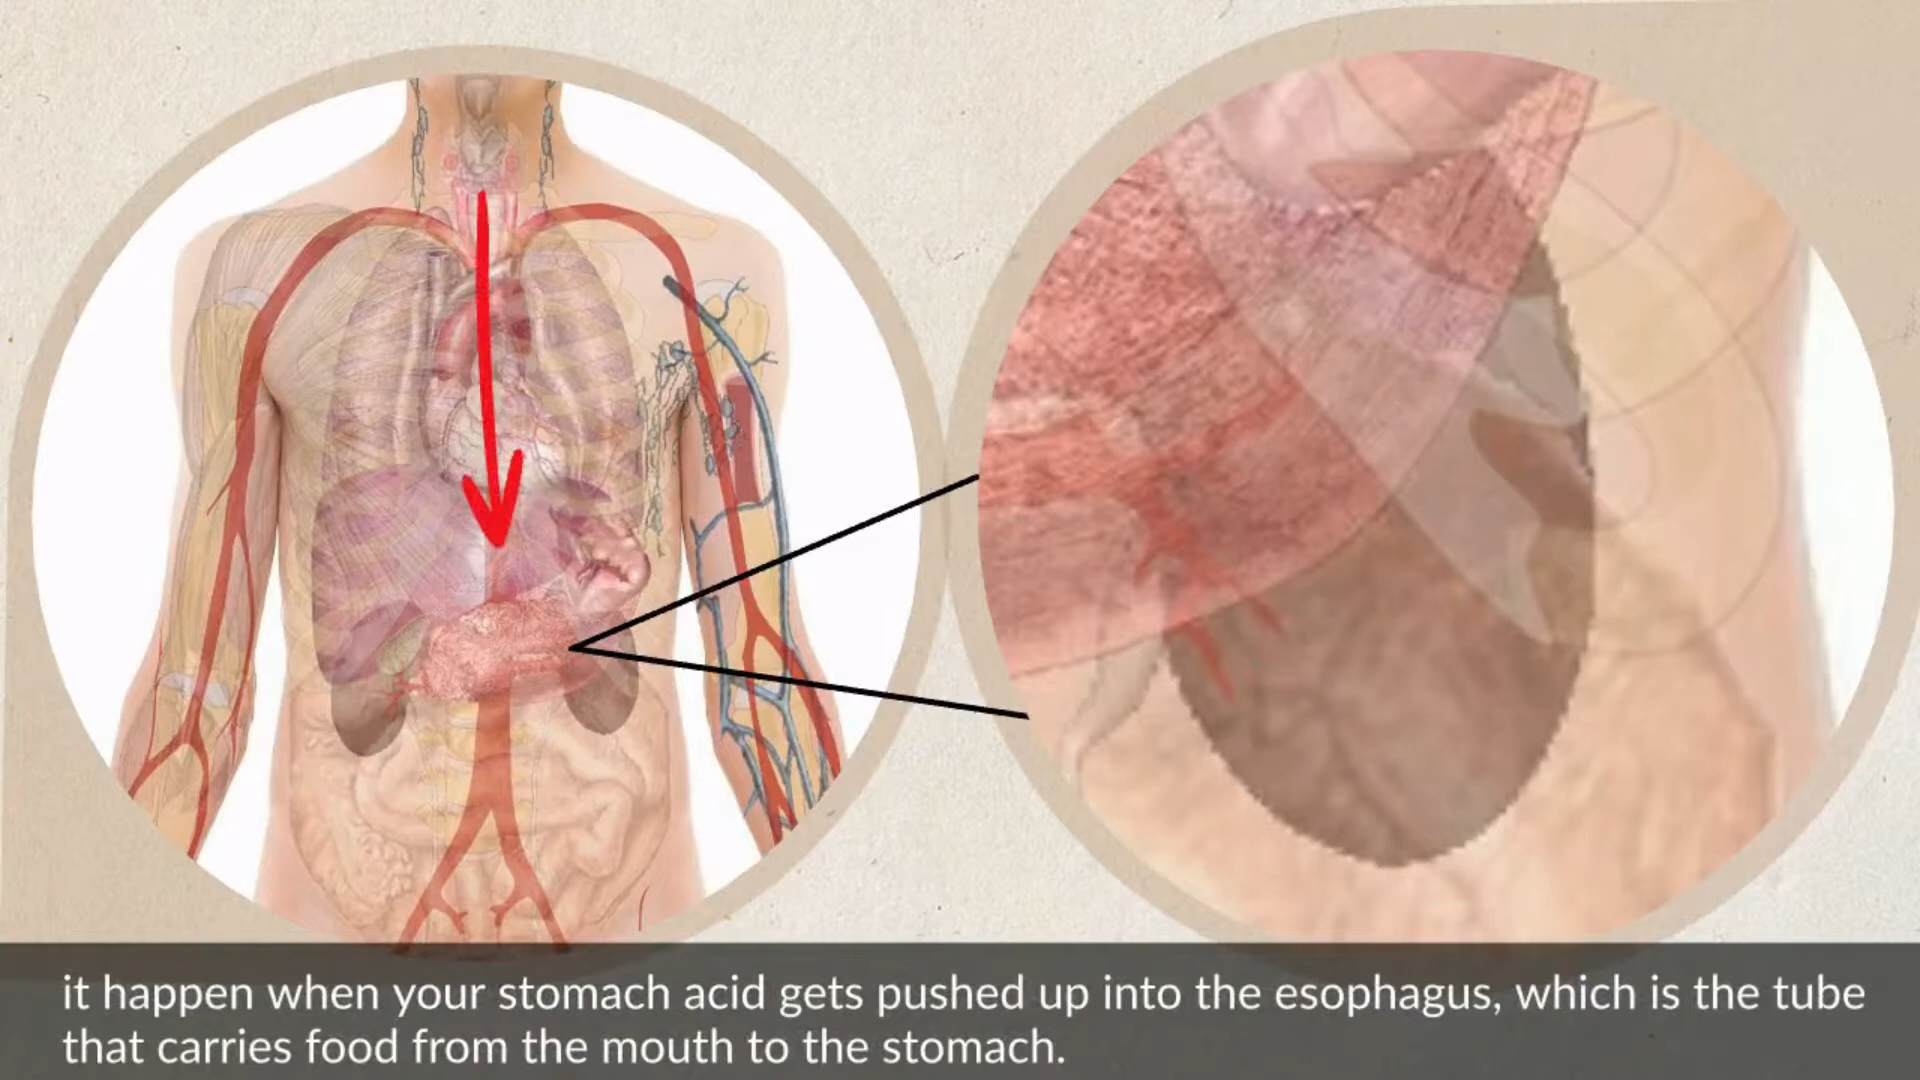 it happen when your stomach acid gets pushed up into the esophagus, which is the tube
that carries food from the mouth to the stomach.